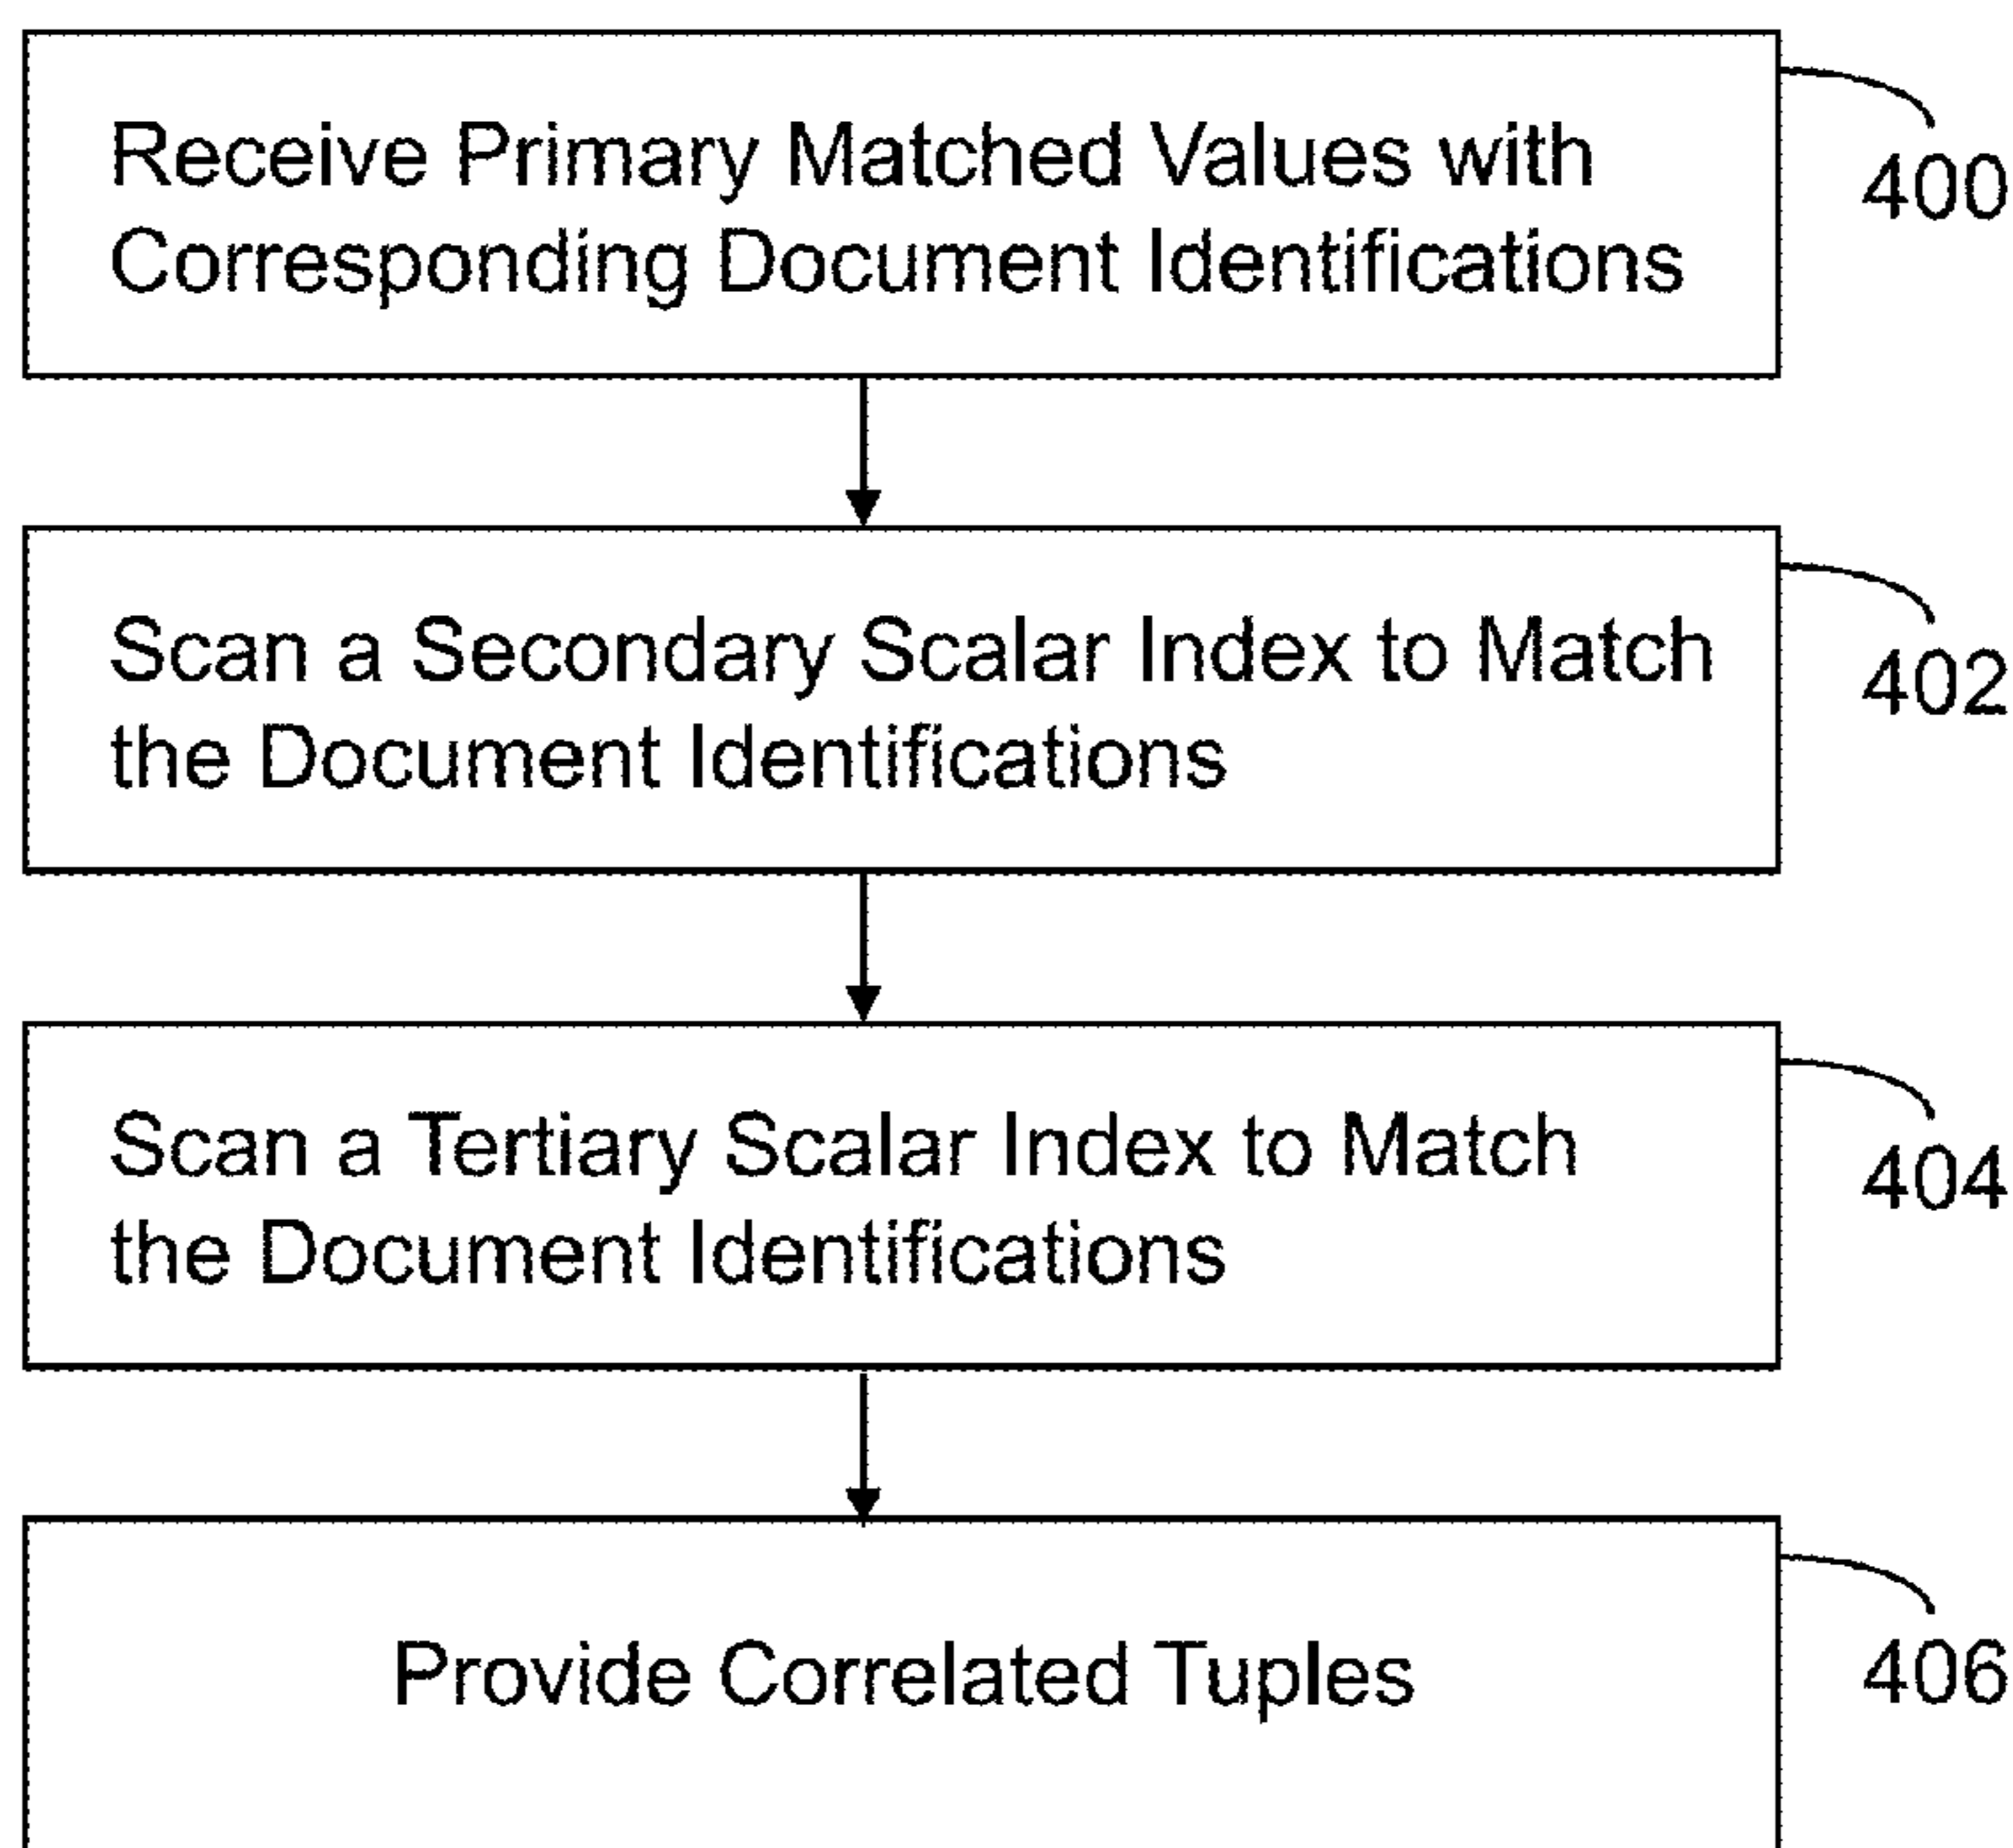 Receive Primary Matched Values with
Corresponding Document Identifications
400
Scan a Secondary Scalar Index to Match
the Document Identifications
402
Scan a Tertiary Scalar Index to Match
the Document Identifications
404
Provide Correlated Tuples
406